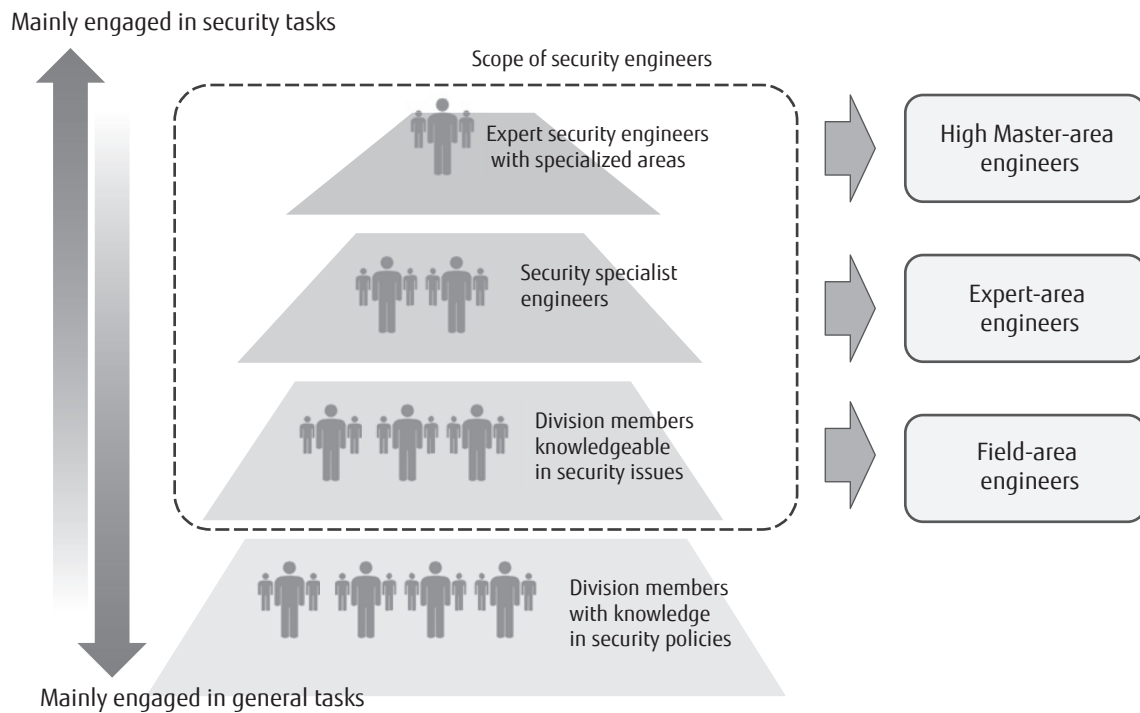 Mainly engaged in security tasks
Scope of security engineers
Expert security engineers
with specialized areas
High Master-area
engineers
Security specialist
engineers
Expert-area
engineers
Division members
knowledgeable
in security issues
Field-area
engineers
Division members
with knowledge
in security policies
Mainly engaged in general tasks